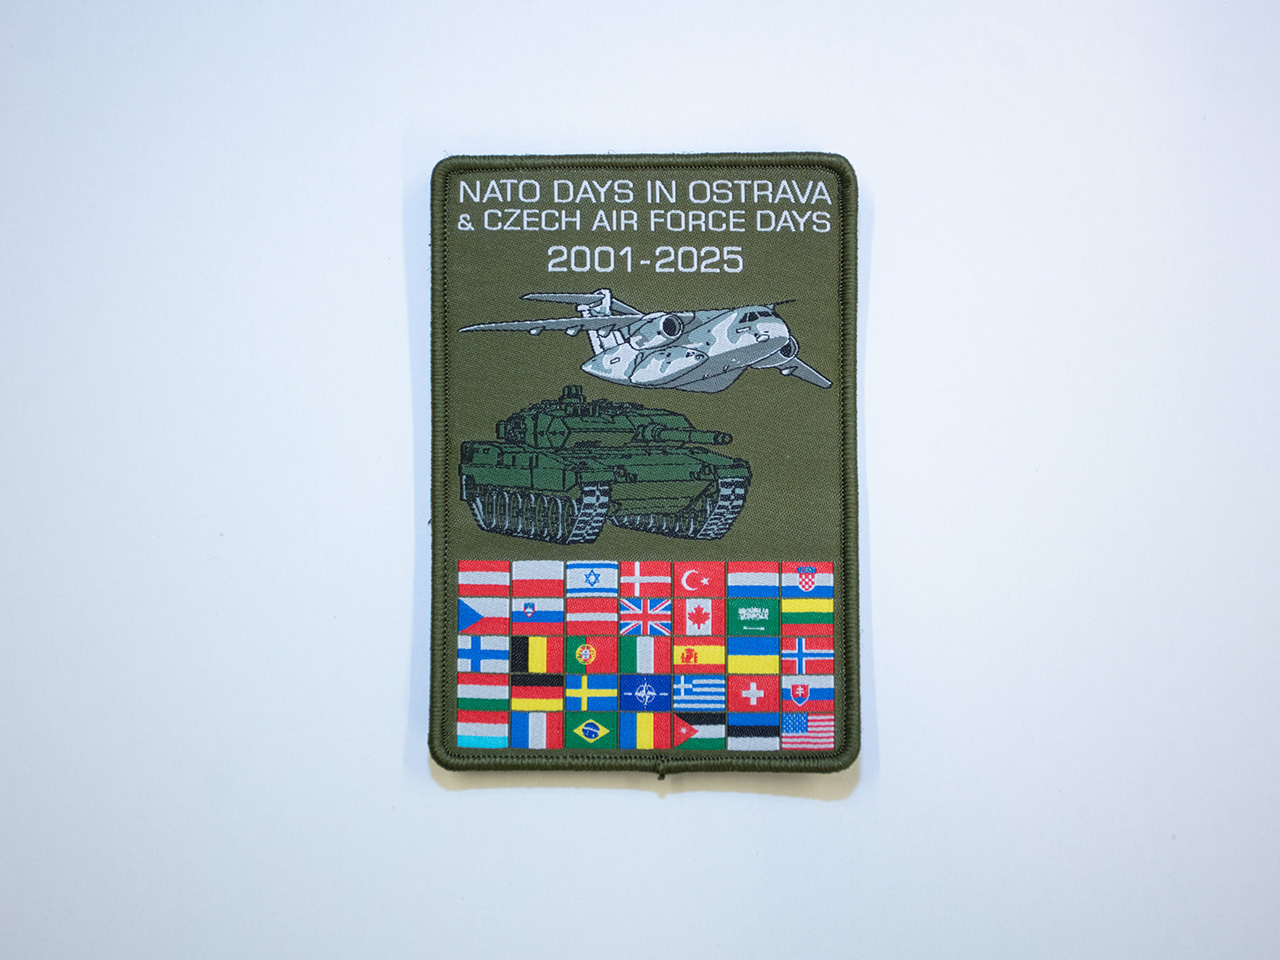 NATO DAYS IN OSTRAVA
& CZECH AIR FORCE DAYS
2001-2025